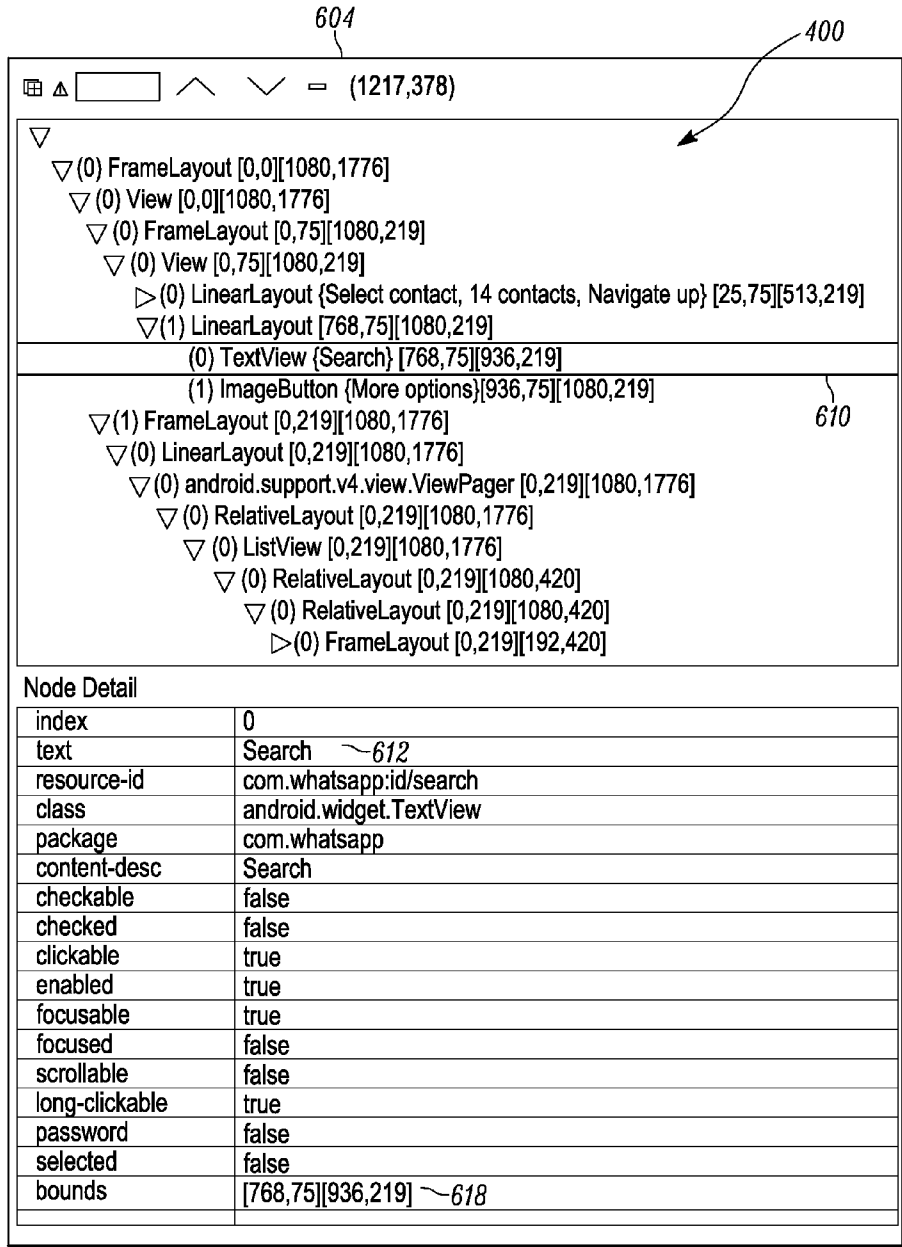 604
400
(1217,378)
(0) FrameLayout [0,0][1080,1776]
(0) View [0,0][1080,1776]
(0) FrameLayout [0,75][1080,219]
(0) View [0,75][1080,219]
(0) LinearLayout {Select contact, 14 contacts, Navigate up} [25,75][513,219]
(1) LinearLayout [768,75][1080,219]
(0) TextView {Search} [768,75][936,219]
(1) ImageButton {More options}[936,75][1080,219]
610
(1) FrameLayout [0,219][1080,1776]
(0) LinearLayout [0,219][1080,1776]
(0) android.support.v4.view.ViewPager [0,219][1080,1776]
(0) RelativeLayout [0,219][1080,1776]
(0) ListView [0,219][1080,1776]
(0) RelativeLayout [0,219][1080,420]
(0) RelativeLayout [0,219][1080,420]
(0) FrameLayout [0,219][192,420]
Node Detail
index 0
text Search 612
resource-id com.whatsapp:id/search
class android.widget.TextView
package com.whatsapp
content-desc Search
checkable false
checked false
clickable true
enabled true
focusable true
focused false
scrollable false
long-clickable true
password false
selected false
bounds [768,75][936,219] 618